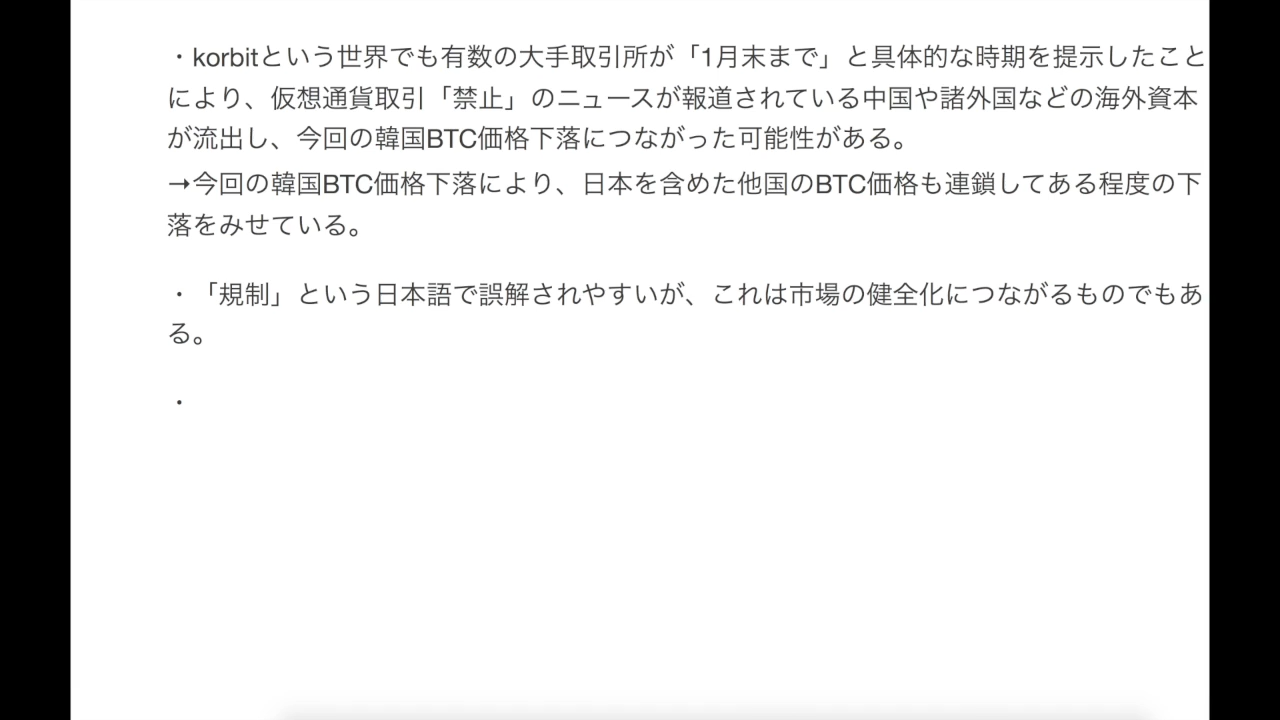 ・korbitという世界でも有数の大手取引所が「1月末まで」と具体的な時期を提示したこと
により、仮想通貨取引「禁止」のニュースが報道されている中国や諸外国などの海外資本
が流出し、今回の韓国BTC価格下落につながった可能性がある。
→今回の韓国BTC価格下落により、日本を含めた他国のBTC価格も連鎖してある程度の下
落をみせている。
・「規制」という日本語で誤解されやすいが、これは市場の健全化につながるものでもあ
る。
・